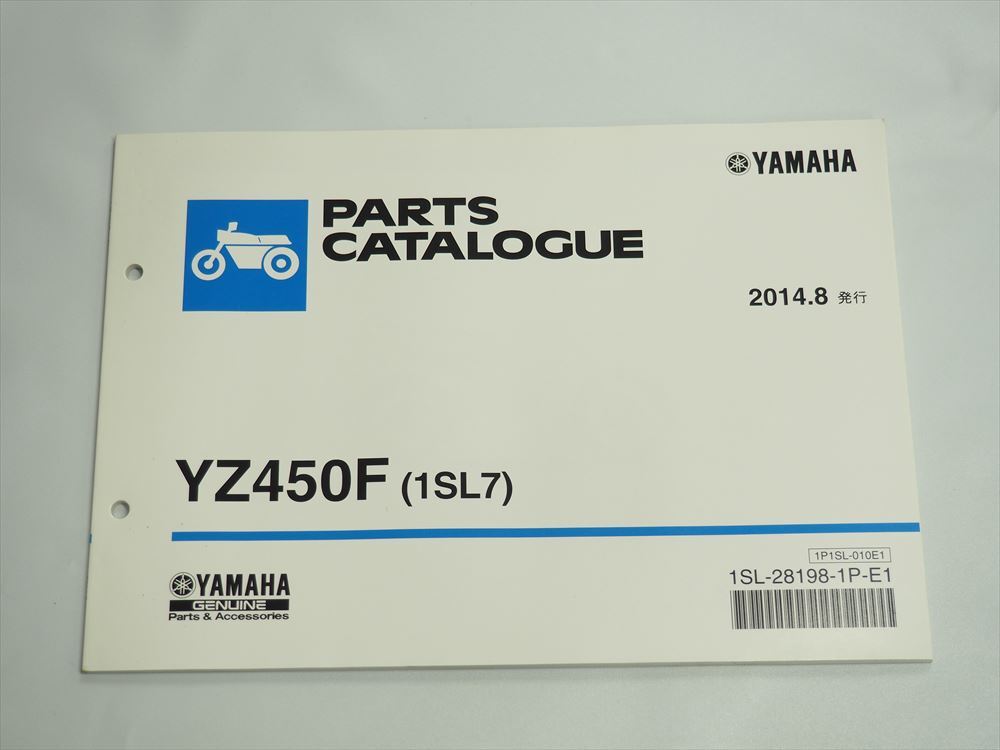 YAMAHA
PARTS
CATALOGUE
2014.8 発行
YZ450F (1SL7)
1P1SL-010E1
1SL-28198-1P-E1
YAMAHA
GENUINE
Parts & Accessories